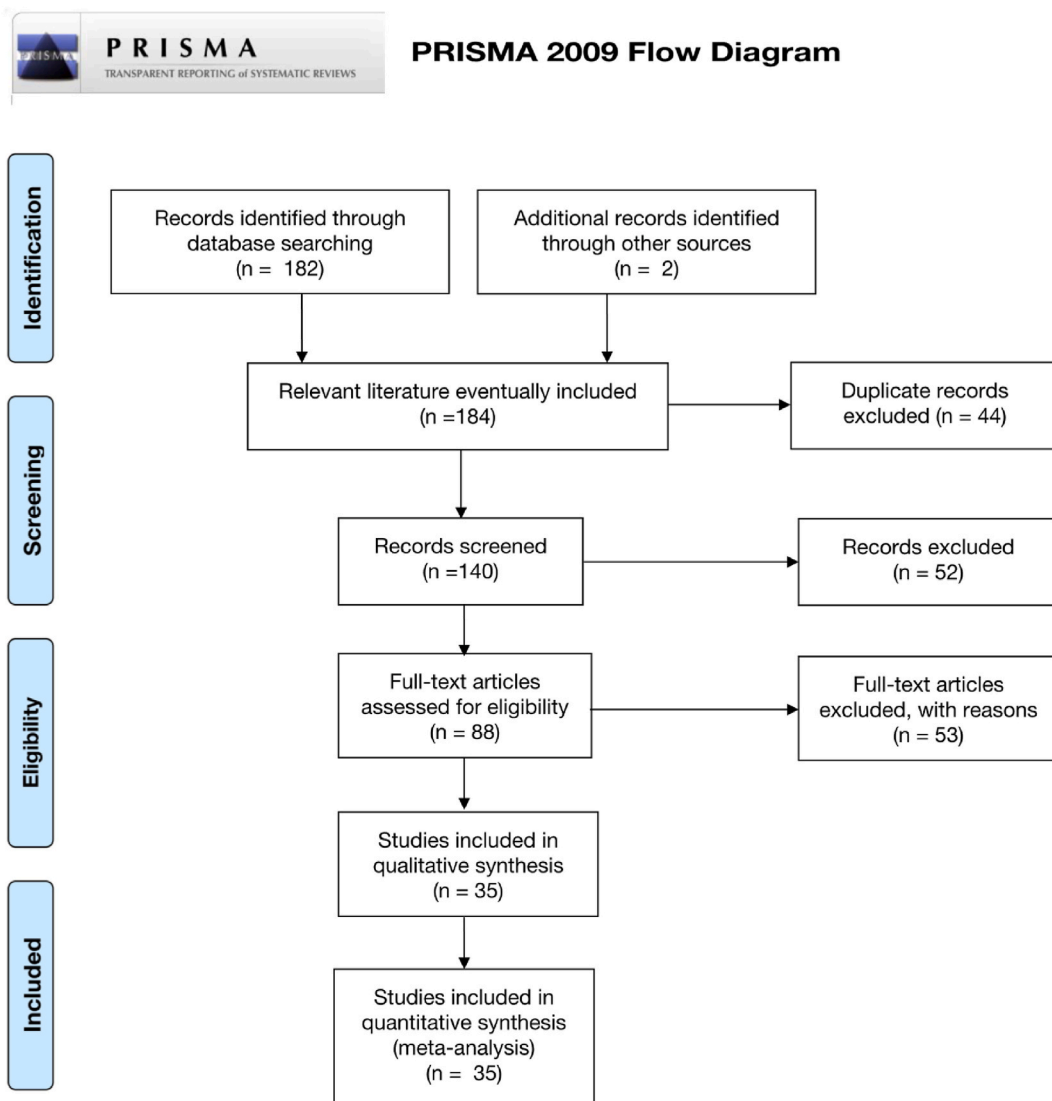 PRISMA
PRISMA
TRANSPARENT REPORTING of SYSTEMATIC REVIEWS
PRISMA 2009 Flow Diagram
Identification
Records identified through
database searching
(n = 182)
Additional records identified
through other sources
(n = 2)
Relevant literature eventually included
(n =184)
Duplicate records
excluded (n = 44)
Screening
Records screened
(n =140)
Records excluded
(n = 52)
Eligibility
Full-text articles
assessed for eligibility
(n = 88)
Full-text articles
excluded, with reasons
(n = 53)
Studies included in
qualitative synthesis
(n = 35)
Included
Studies included in
quantitative synthesis
(meta-analysis)
(n = 35)